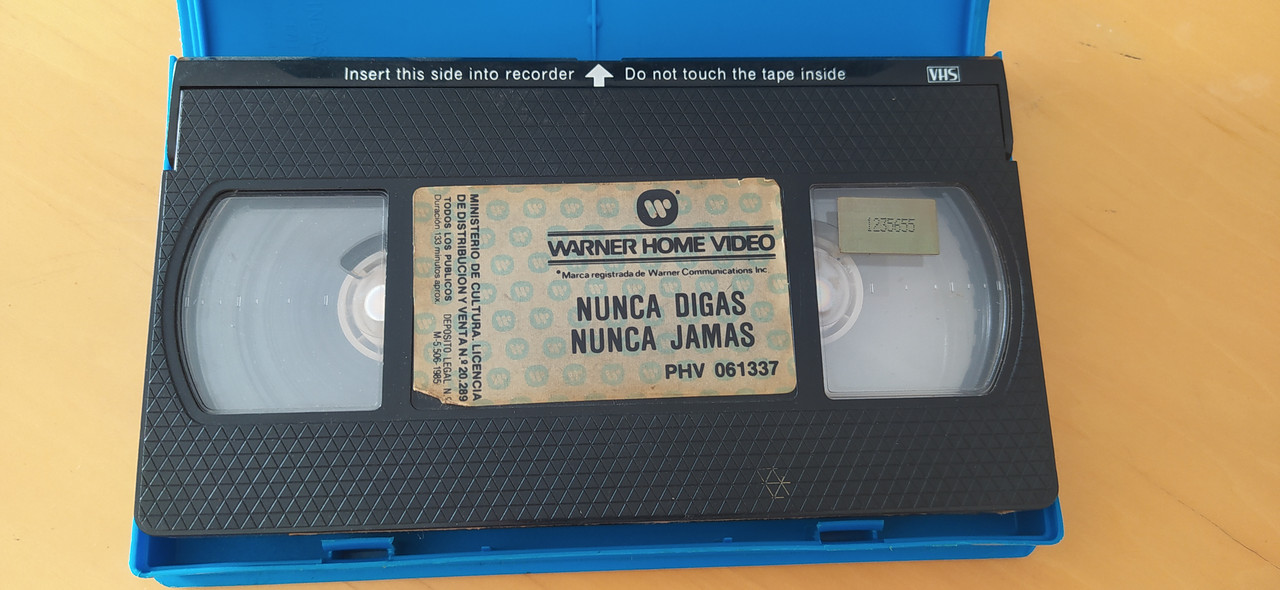 Insert this side into recorder Do not touch the tape inside
VHS
WARNER HOME VIDEO
*Marca registrada de Warner Communications Inc.
NUNCA DIGAS
NUNCA JAMAS
PHV 061337
MINISTERIO DE CULTURA. LICENCIA
DE DISTRIBUCION Y VENTA N.º 20.289
TODOS LOS PUBLICOS DEPOSITO LEGAL N.º
Duración 133 minutos aprox. M-5.506-1985
1235655